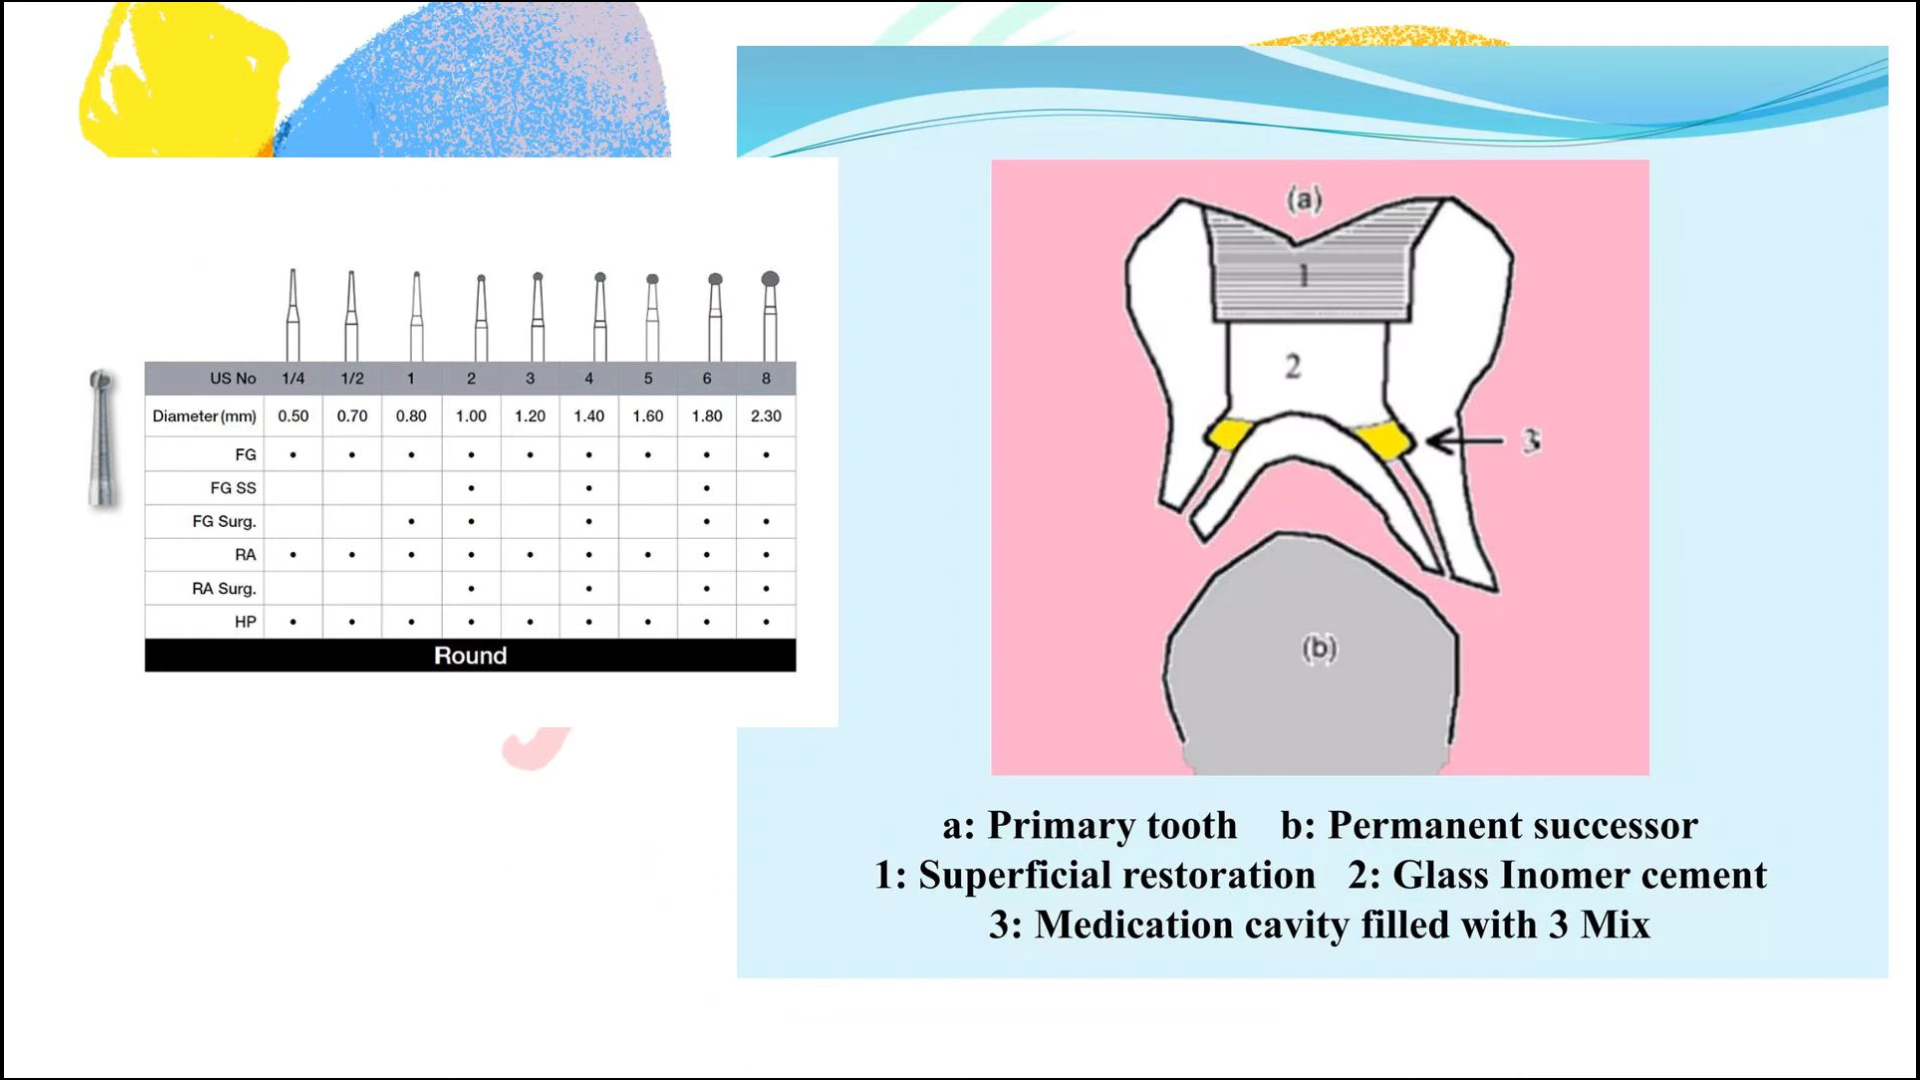 US No 1/4 1/2 1 2 3 4 5 6 8
Diameter (mm) 0.50 0.70 0.80 1.00 1.20 1.40 1.60 1.80 2.30
FG • • • • • • • • •
FG SS • • •
FG Surg. • • • • •
RA • • • • • • • • •
RA Surg. • • • •
HP • • • • • • • • •
Round
(a)
1
2
3
(b)
a: Primary tooth b: Permanent successor
1: Superficial restoration 2: Glass Inomer cement
3: Medication cavity filled with 3 Mix